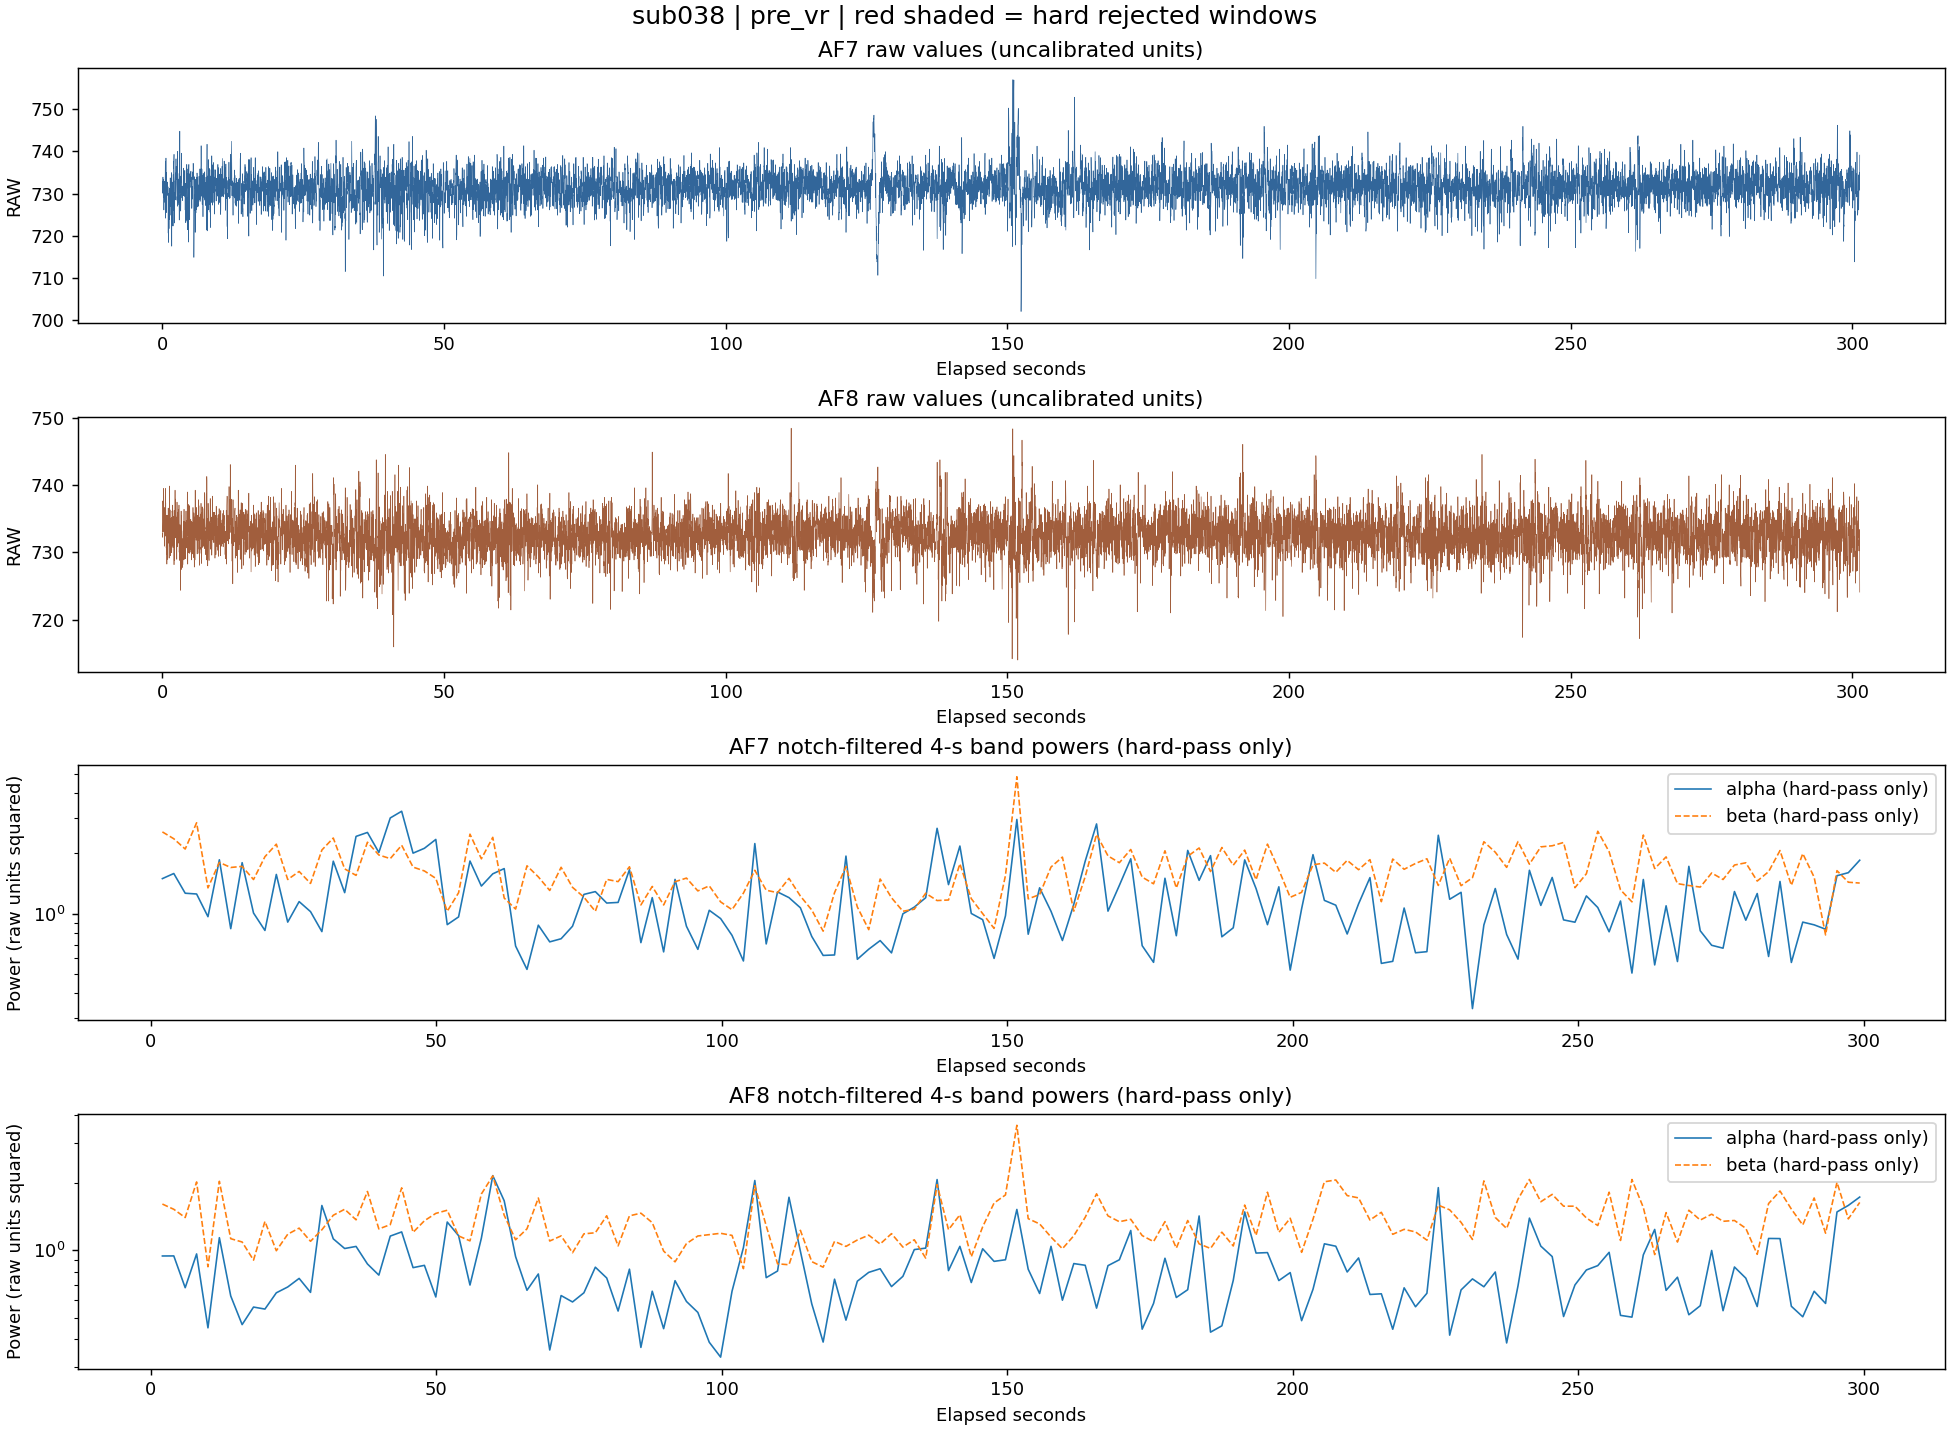 sub038 | pre_vr | red shaded = hard rejected windows
AF7 raw values (uncalibrated units)
RAW
750
740
730
720
710
700
0 50 100 150 200 250 300
Elapsed seconds
AF8 raw values (uncalibrated units)
RAW
750
740
730
720
0 50 100 150 200 250 300
Elapsed seconds
AF7 notch-filtered 4-s band powers (hard-pass only)
Power (raw units squared)
10⁰
alpha (hard-pass only)
beta (hard-pass only)
0 50 100 150 200 250 300
Elapsed seconds
AF8 notch-filtered 4-s band powers (hard-pass only)
Power (raw units squared)
10⁰
alpha (hard-pass only)
beta (hard-pass only)
0 50 100 150 200 250 300
Elapsed seconds